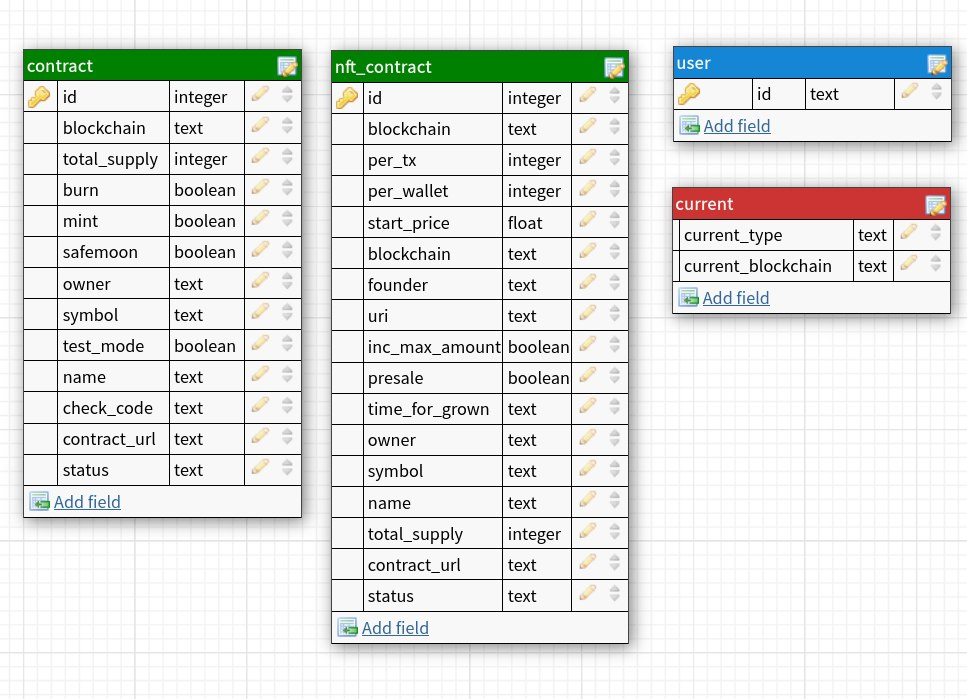 contract
id integer
blockchain text
total_supply integer
burn boolean
mint boolean
safemoon boolean
owner text
symbol text
test_mode boolean
name text
check_code text
contract_url text
status text
Add field
nft_contract
id integer
blockchain text
per_tx integer
per_wallet integer
start_price float
blockchain text
founder text
uri text
inc_max_amount boolean
presale boolean
time_for_grown text
owner text
symbol text
name text
total_supply integer
contract_url text
status text
Add field
user
id text
Add field
current
current_type text
current_blockchain text
Add field